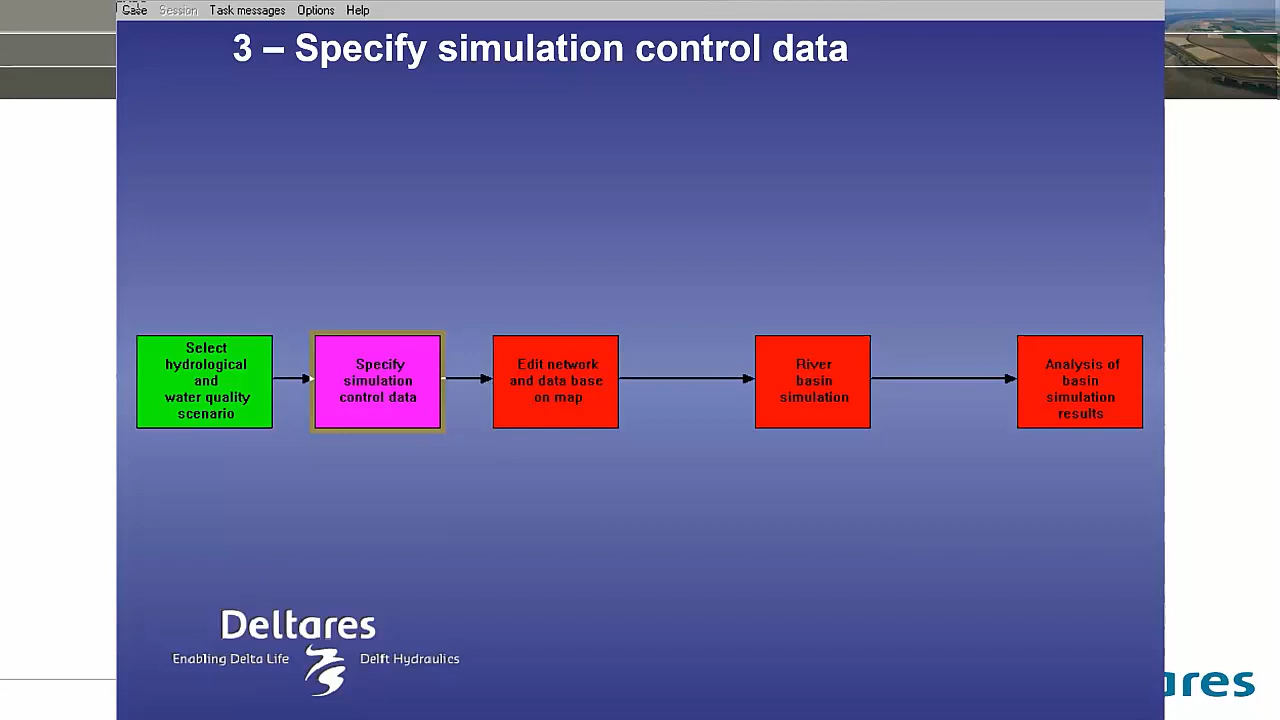 Case Session Task messages Options Help
3 – Specify simulation control data
Select
hydrological
and
water quality
scenario
Specify
simulation
control data
Edit network
and data base
on map
River
basin
simulation
Analysis of
basin
simulation
results
Deltares
Enabling Delta Life Delft Hydraulics
ares